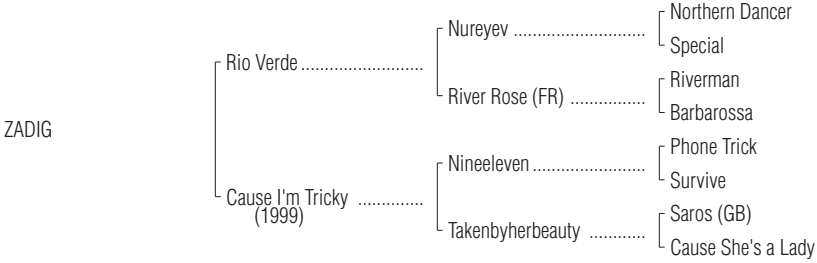 Northern Dancer
Nureyev ............................
Special
Rio Verde ..........................
Riverman
River Rose (FR) ................
Barbarossa
ZADIG
Phone Trick
Nineeleven ........................
Survive
Cause I'm Tricky ..............
(1999)
Saros (GB)
Takenbyherbeauty ............
Cause She's a Lady